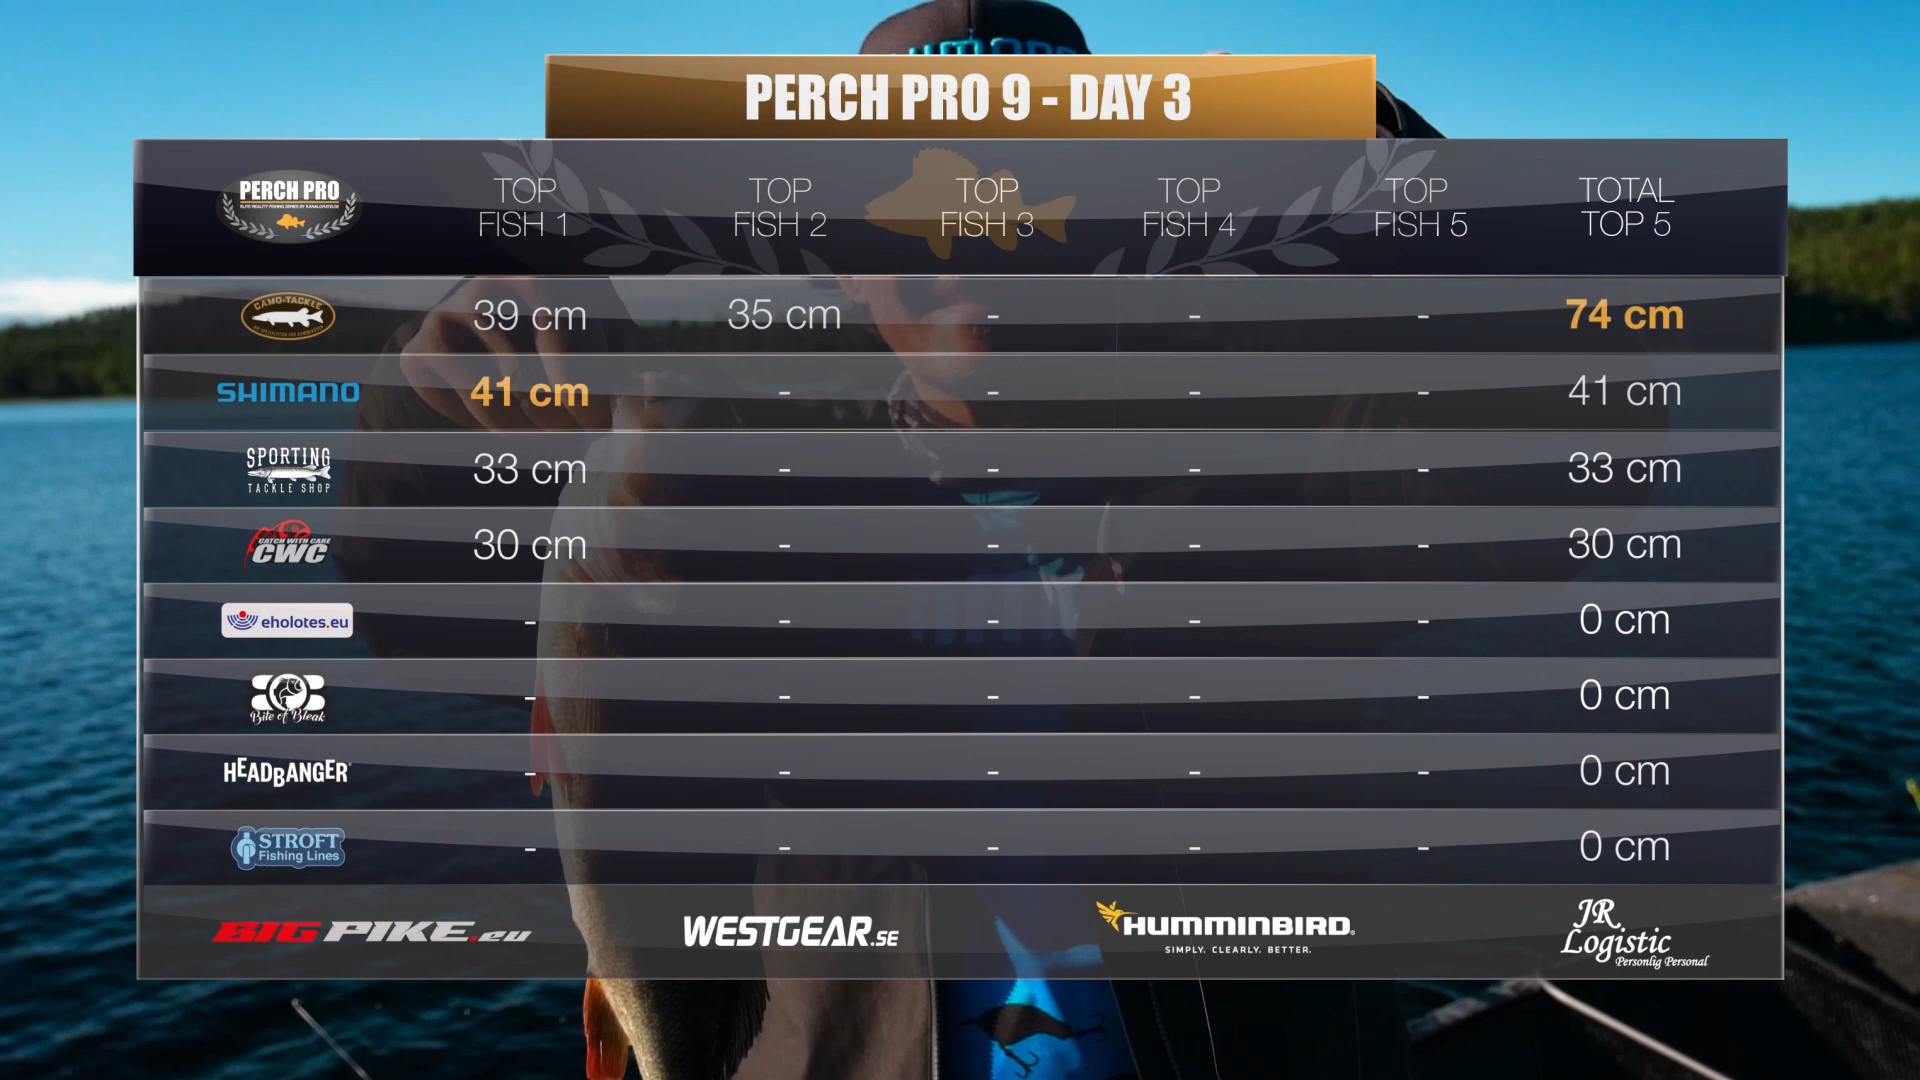 PERCH PRO 9 - DAY 3
PERCH PRO
TOP FISH 1
TOP FISH 2
TOP FISH 3
TOP FISH 4
TOP FISH 5
TOTAL TOP 5
CAMO-TACKLE
39 cm 35 cm - - - 74 cm
SHIMANO 41 cm - - - - 41 cm
SPORTING
TACKLE SHOP
33 cm - - - - 33 cm
CATCH WITH CARE
CWC
30 cm - - - - 30 cm
eholotes.eu - - - - - 0 cm
Bite of Bleak - - - - - 0 cm
HEADBANGER - - - - - 0 cm
STROFT
Fishing Lines
- - - - - 0 cm
BIG PIKE.eu
WESTGEAR.SE
HUMMINBIRD
SIMPLY. CLEARLY. BETTER.
JR
Logistic
Personlig Personal